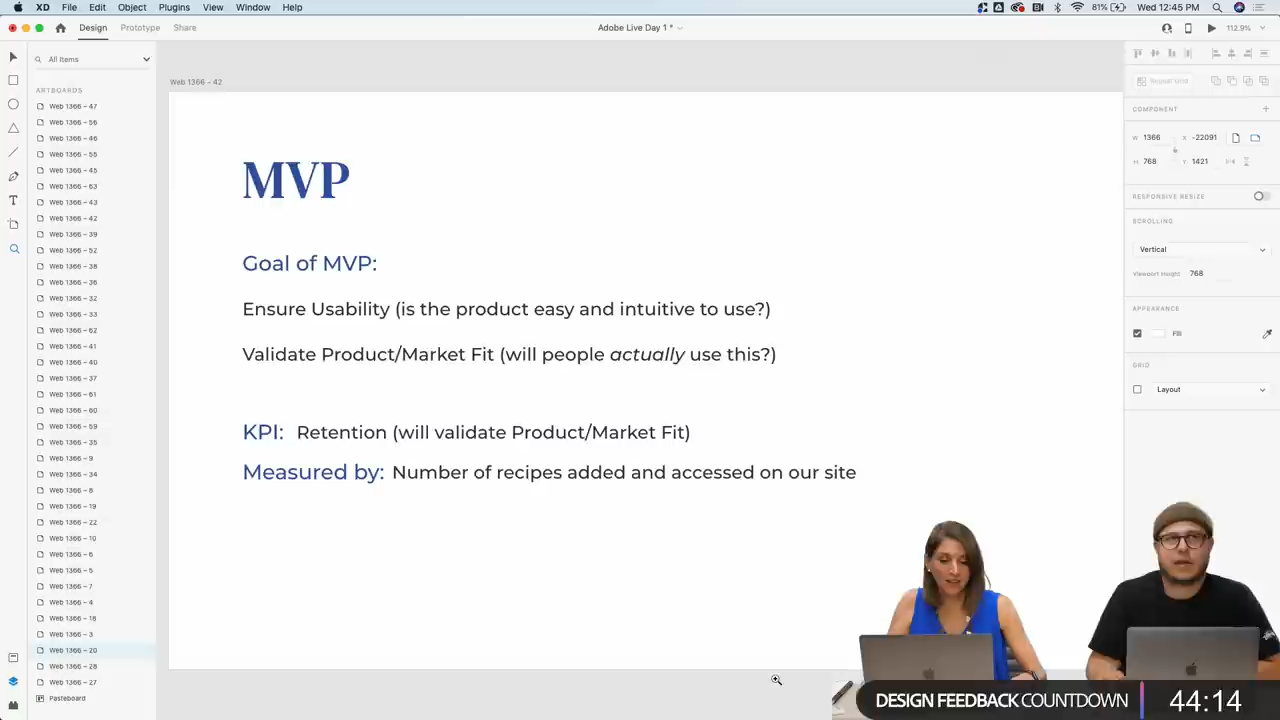 XD File Edit Object Plugins View Window Help
81% Wed 12:45 PM
Design Prototype Share
Adobe Live Day 1 *
112.9%
All Items
ARTBOARDS
Web 1366 – 47
Web 1366 – 56
Web 1366 – 46
Web 1366 – 55
Web 1366 – 45
Web 1366 – 63
Web 1366 – 43
Web 1366 – 42
Web 1366 – 39
Web 1366 – 52
Web 1366 – 38
Web 1366 – 36
Web 1366 – 32
Web 1366 – 33
Web 1366 – 62
Web 1366 – 41
Web 1366 – 40
Web 1366 – 37
Web 1366 – 61
Web 1366 – 60
Web 1366 – 59
Web 1366 – 35
Web 1366 – 9
Web 1366 – 34
Web 1366 – 8
Web 1366 – 19
Web 1366 – 22
Web 1366 – 10
Web 1366 – 6
Web 1366 – 5
Web 1366 – 7
Web 1366 – 4
Web 1366 – 18
Web 1366 – 3
Web 1366 – 20
Web 1366 – 28
Web 1366 – 27
Pasteboard
Web 1366 – 42
MVP
Goal of MVP:
Ensure Usability (is the product easy and intuitive to use?)
Validate Product/Market Fit (will people actually use this?)
KPI: Retention (will validate Product/Market Fit)
Measured by: Number of recipes added and accessed on our site
Repeat Grid
COMPONENT
W 1366 X -22091
H 768 Y 1421
RESPONSIVE RESIZE
SCROLLING
Vertical
Viewport Height 768
APPEARANCE
Fill
GRID
Layout
DESIGN FEEDBACK COUNTDOWN 44:14